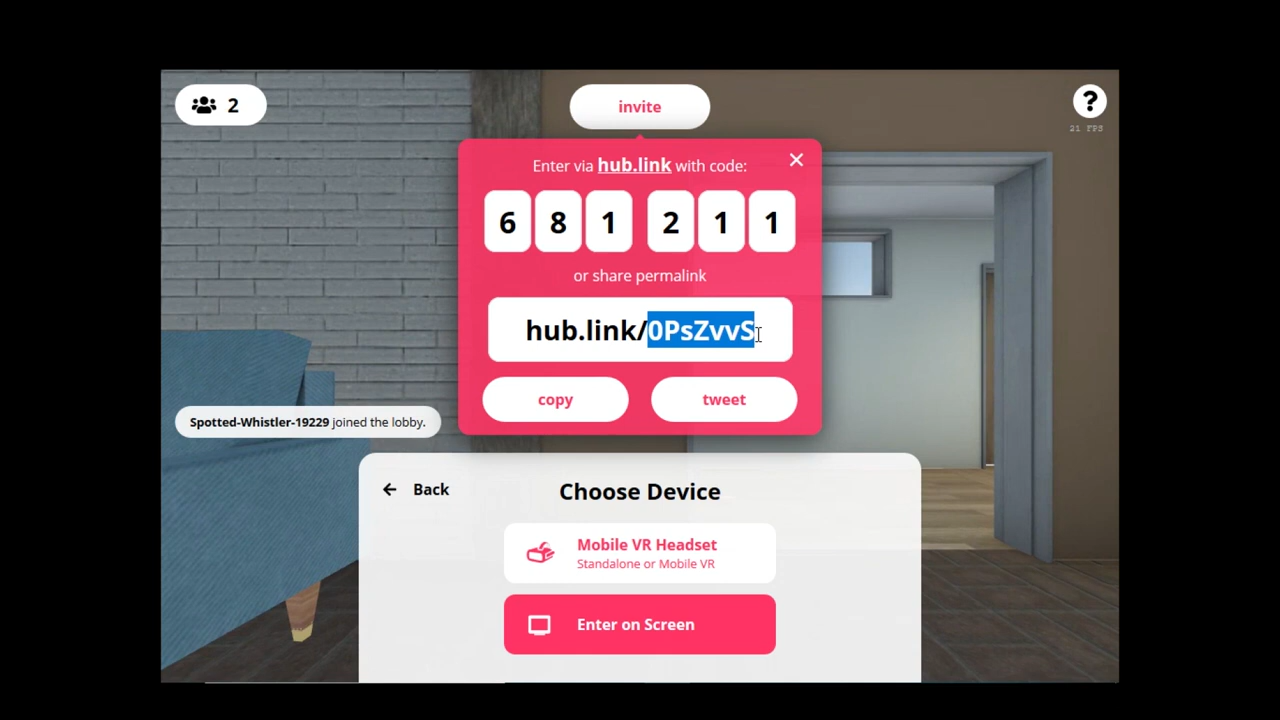 2
invite
?
21 FPS
Enter via hub.link with code:
6 8 1 2 1 1
or share permalink
hub.link/0PsZvvS
copy
tweet
Spotted-Whistler-19229 joined the lobby.
Back
Choose Device
Mobile VR Headset
Standalone or Mobile VR
Enter on Screen